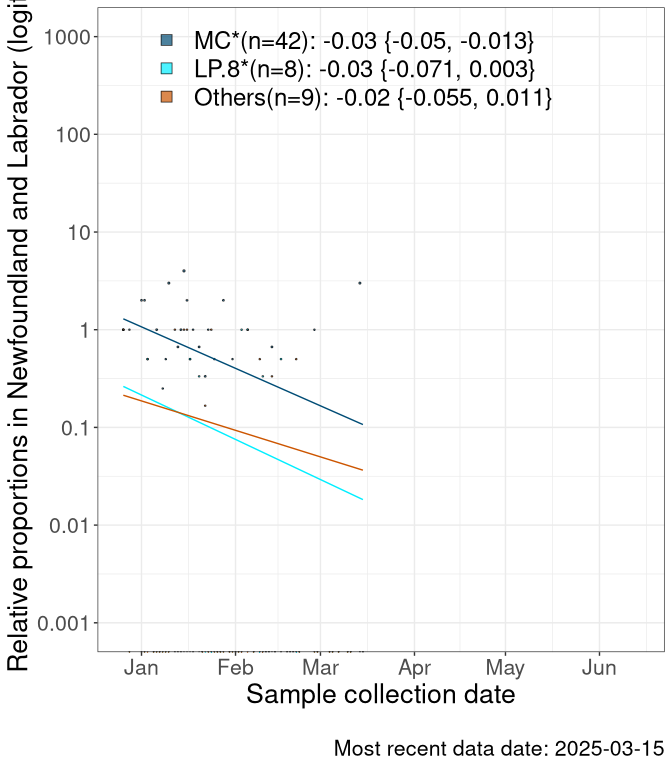 MC*(n=42): -0.03 {-0.05, -0.013}
LP.8*(n=8): -0.03 {-0.071, 0.003}
Others(n=9): -0.02 {-0.055, 0.011}
Relative proportions in Newfoundland and Labrador
1000
100
10
1
0.1
0.01
0.001
Jan Feb Mar Apr May Jun
Sample collection date
Most recent data date: 2025-03-15